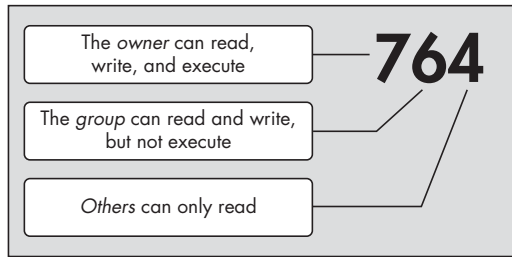 The owner can read,
write, and execute
764
The group can read and write,
but not execute
Others can only read